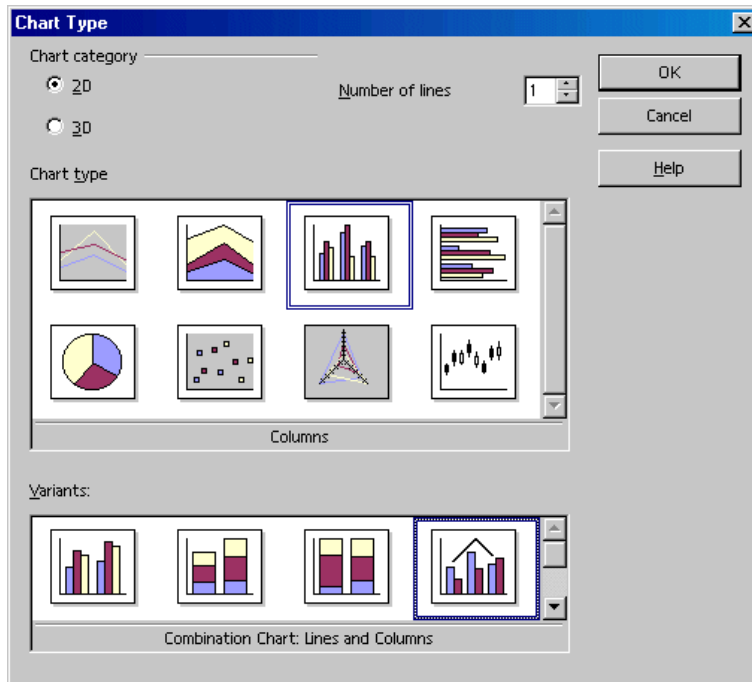 Chart Type
Chart category
2D
3D
Number of lines
1
OK
Cancel
Help
Chart type
Columns
Variants:
Combination Chart: Lines and Columns